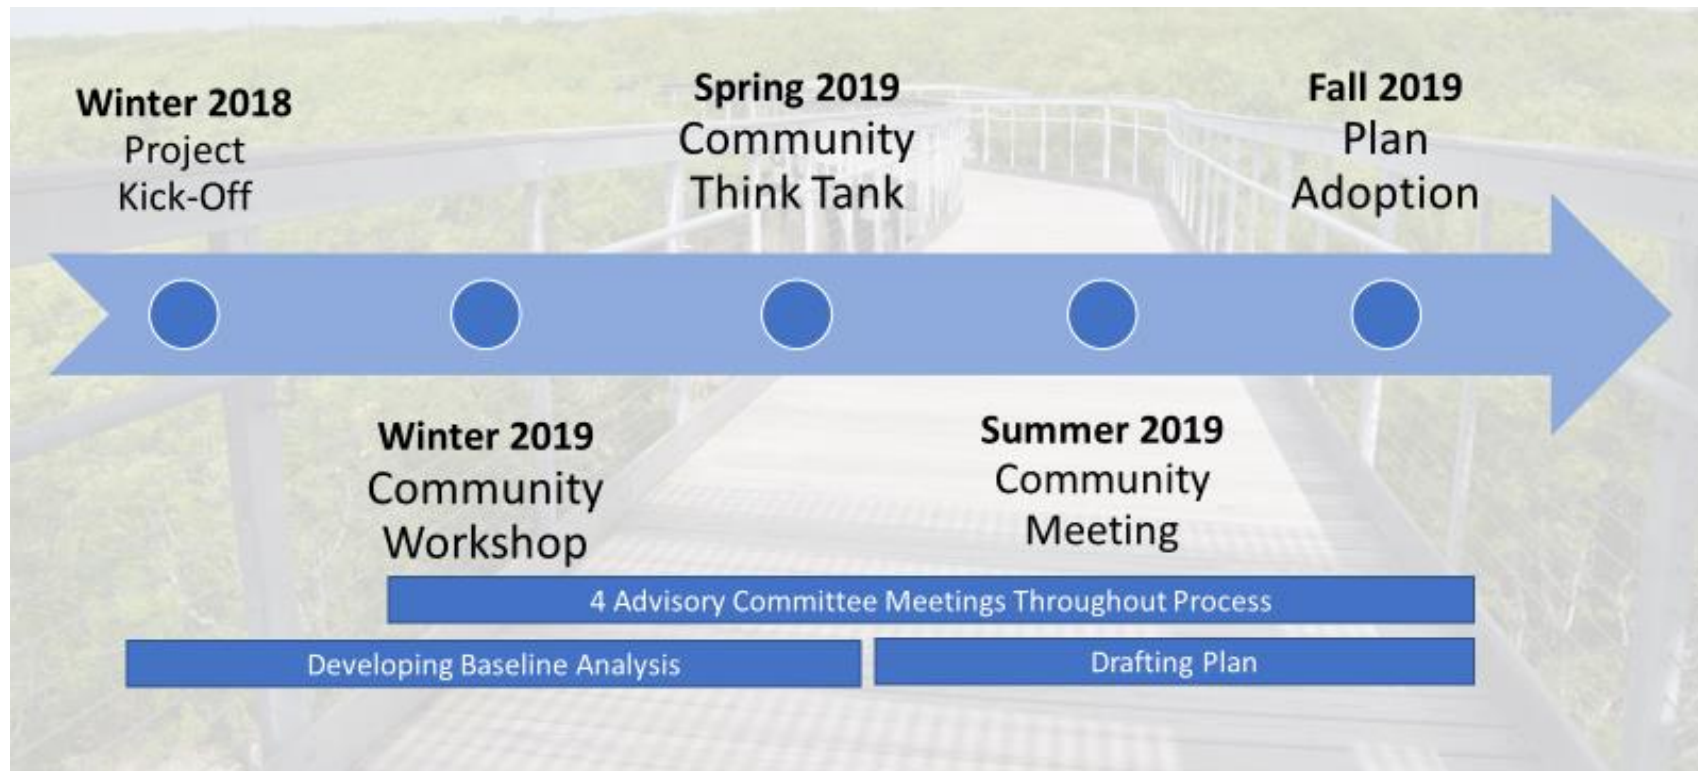 Winter 2018
Project
Kick-Off
Spring 2019
Community
Think Tank
Fall 2019
Plan
Adoption
Winter 2019
Community
Workshop
Summer 2019
Community
Meeting
4 Advisory Committee Meetings Throughout Process
Developing Baseline Analysis
Drafting Plan